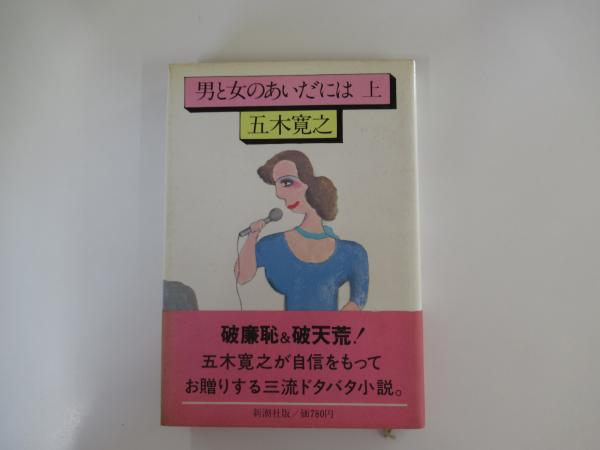 男と女のあいだには 上
五木寛之
破廉恥&破天荒!
五木寛之が自信をもって
お贈りする三流ドタバタ小説。
新潮社版/価780円